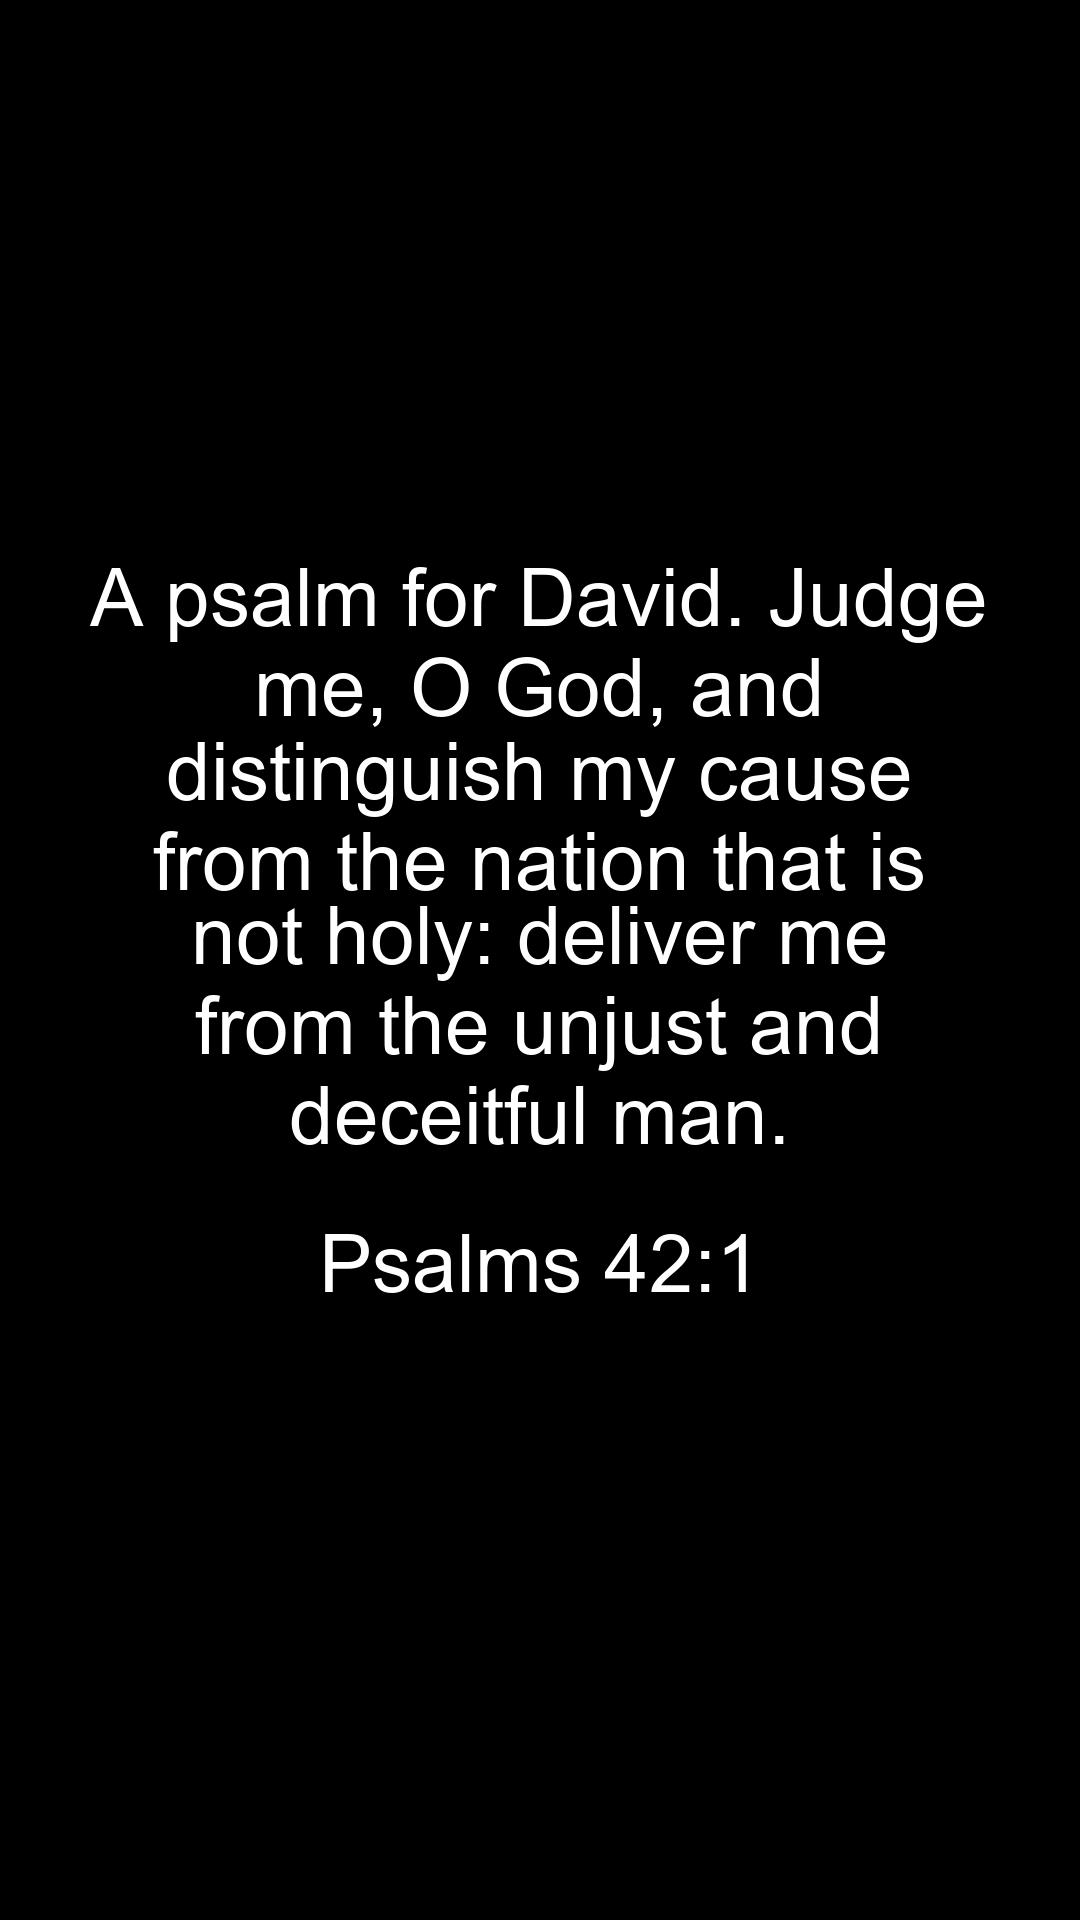 A psalm for David. Judge
me, O God, and
distinguish my cause
from the nation that is
not holy: deliver me
from the unjust and
deceitful man.
Psalms 42:1